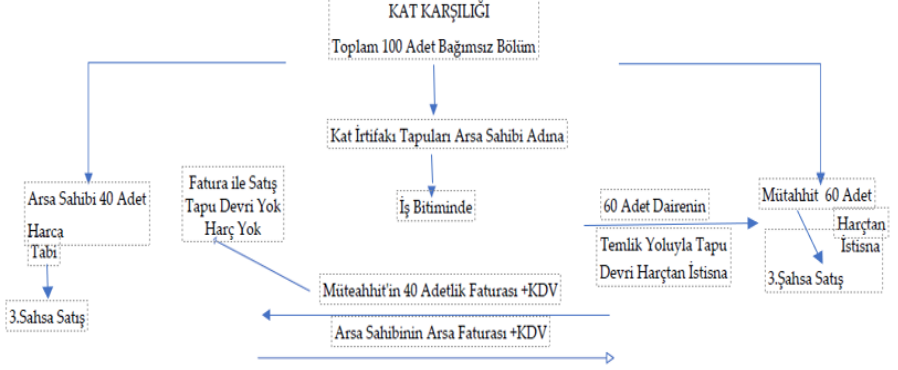 KAT KARŞILIĞI
Toplam 100 Adet Bağımsız Bölüm
Kat İrtifakı Tapuları Arsa Sahibi Adına
İş Bitiminde
Arsa Sahibi 40 Adet
Harca
Tabi
3.Sahsa Satış
Fatura ile Satış
Tapu Devri Yok
Harç Yok
60 Adet Dairenin
Temlik Yoluyla Tapu
Devri Harçtan İstisna
Mütahhit 60 Adet
Harçtan
İstisna
3.Şahsa Satış
Müteahhit'in 40 Adetlik Faturası +KDV
Arsa Sahibinin Arsa Faturası +KDV